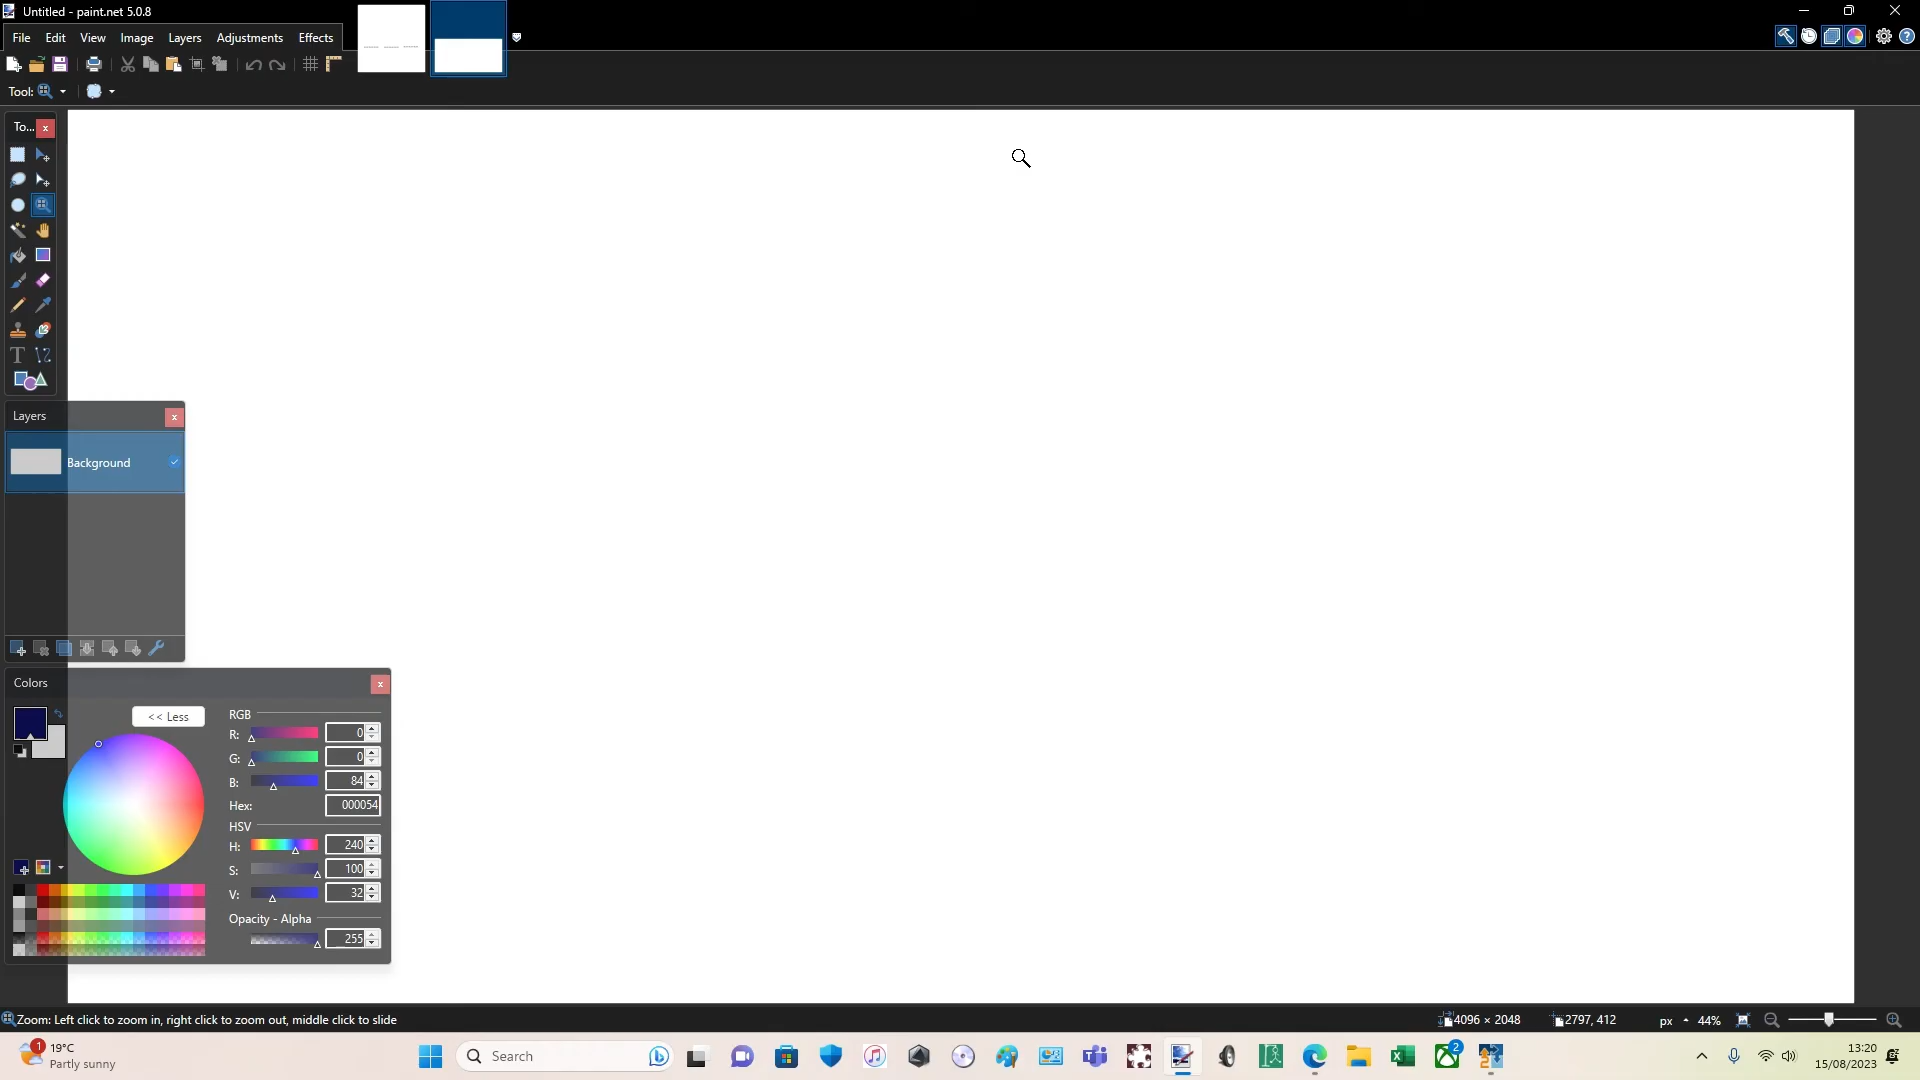 Untitled - paint.net 5.0.8
File Edit View Image Layers Adjustments Effects
Tool:
To...
Layers
Background
Colors
<< Less
RGB
R: 0
G: 0
B: 84
Hex: 000054
HSV
H: 240
S: 100
V: 32
Opacity - Alpha
255
Zoom: Left click to zoom in, right click to zoom out, middle click to slide
4096 × 2048
2797, 412
px
44%
1
19°C
Partly sunny
Search
2
13:20
15/08/2023